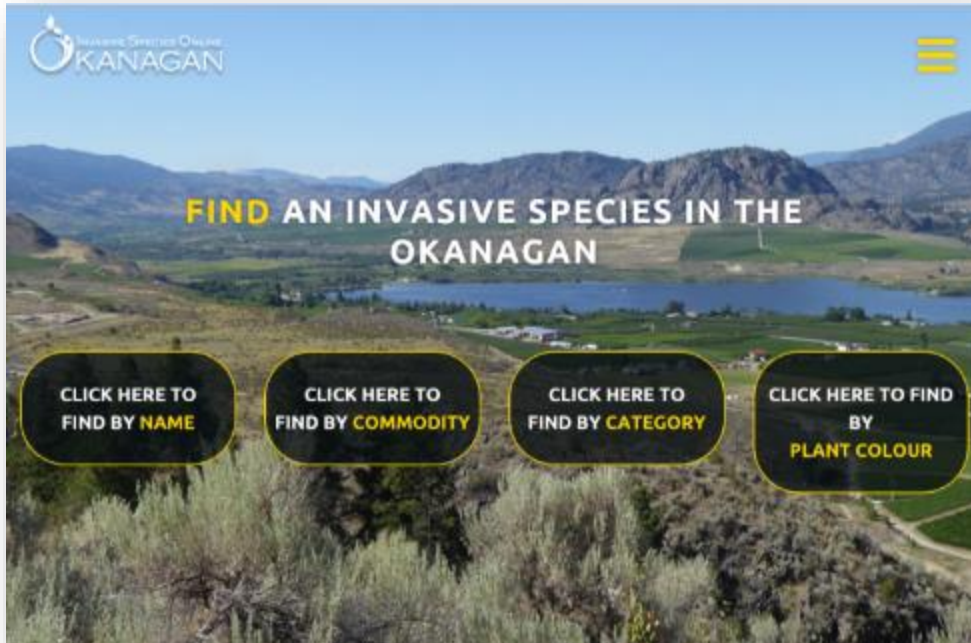 INVASIVE SPECIES ONLINE
OKANAGAN
FIND AN INVASIVE SPECIES IN THE
OKANAGAN
CLICK HERE TO
FIND BY NAME
CLICK HERE TO
FIND BY COMMODITY
CLICK HERE TO
FIND BY CATEGORY
CLICK HERE TO FIND
BY
PLANT COLOUR